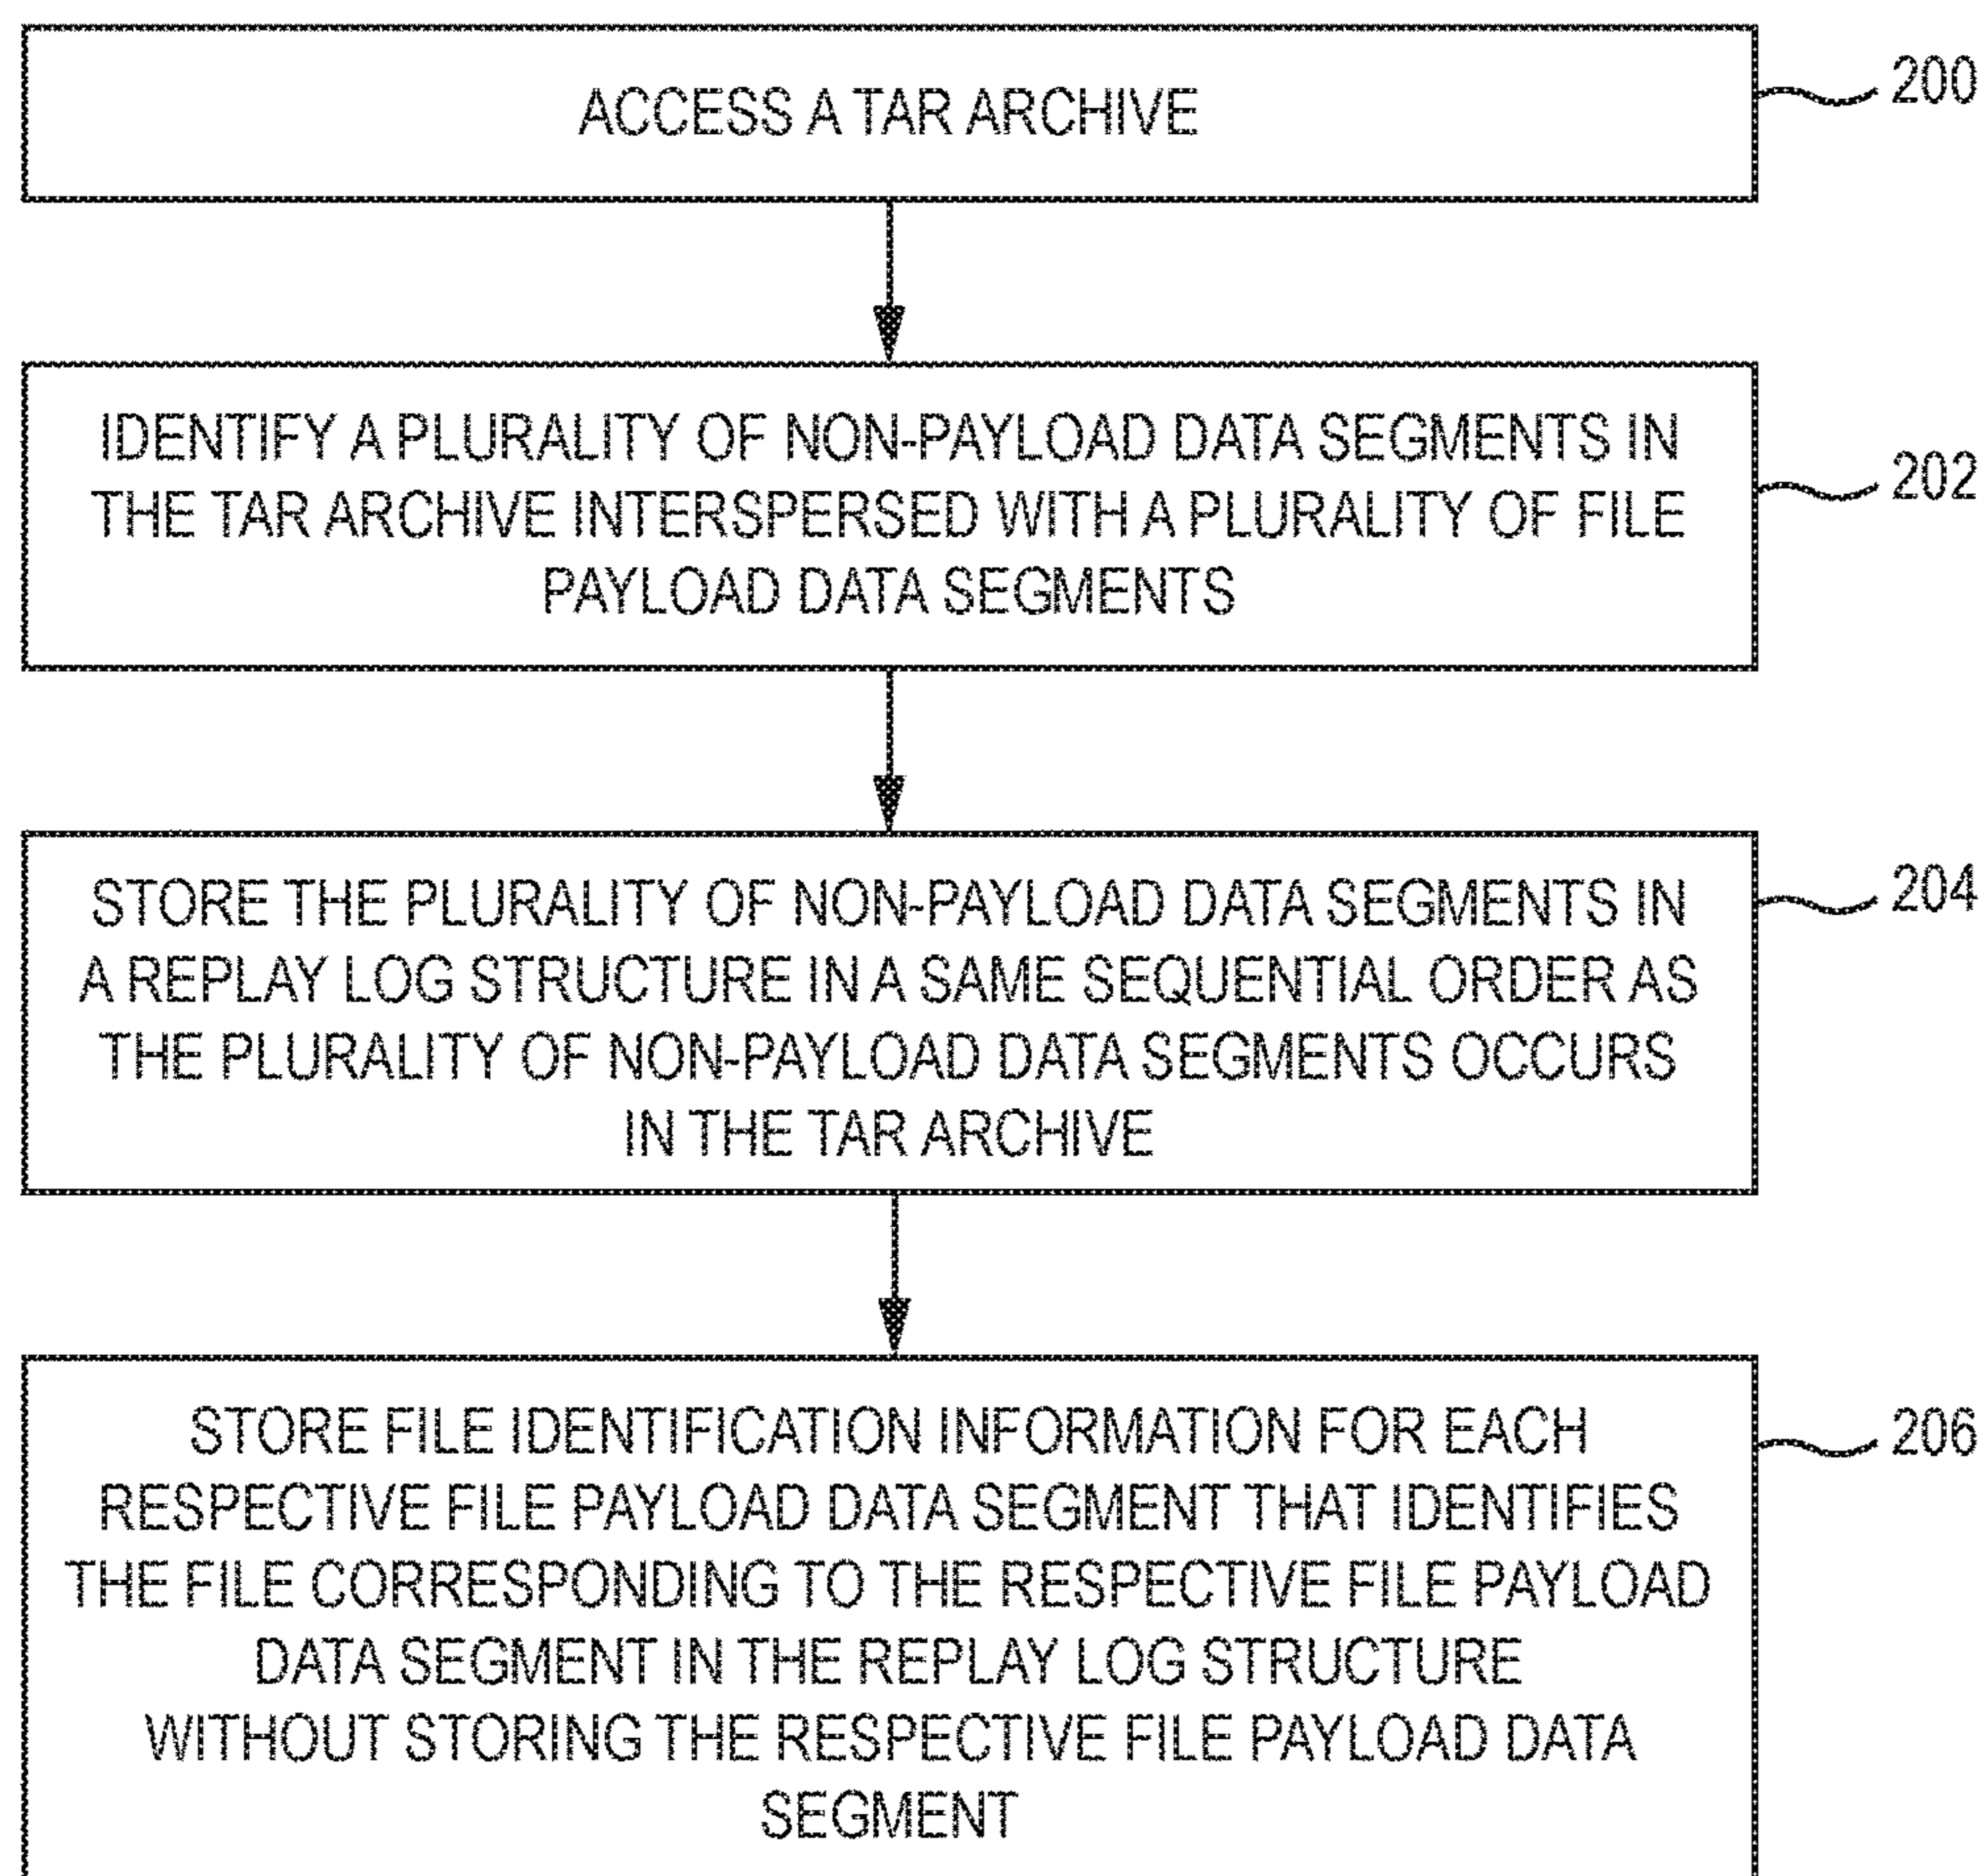 ACCESS A TAR ARCHIVE
200
IDENTIFY A PLURALITY OF NON-PAYLOAD DATA SEGMENTS IN
THE TAR ARCHIVE INTERSPERSED WITH A PLURALITY OF FILE
PAYLOAD DATA SEGMENTS
202
STORE THE PLURALITY OF NON-PAYLOAD DATA SEGMENTS IN
A REPLAY LOG STRUCTURE IN A SAME SEQUENTIAL ORDER AS
THE PLURALITY OF NON-PAYLOAD DATA SEGMENTS OCCURS
IN THE TAR ARCHIVE
204
STORE FILE IDENTIFICATION INFORMATION FOR EACH
RESPECTIVE FILE PAYLOAD DATA SEGMENT THAT IDENTIFIES
THE FILE CORRESPONDING TO THE RESPECTIVE FILE PAYLOAD
DATA SEGMENT IN THE REPLAY LOG STRUCTURE
WITHOUT STORING THE RESPECTIVE FILE PAYLOAD DATA
SEGMENT
206